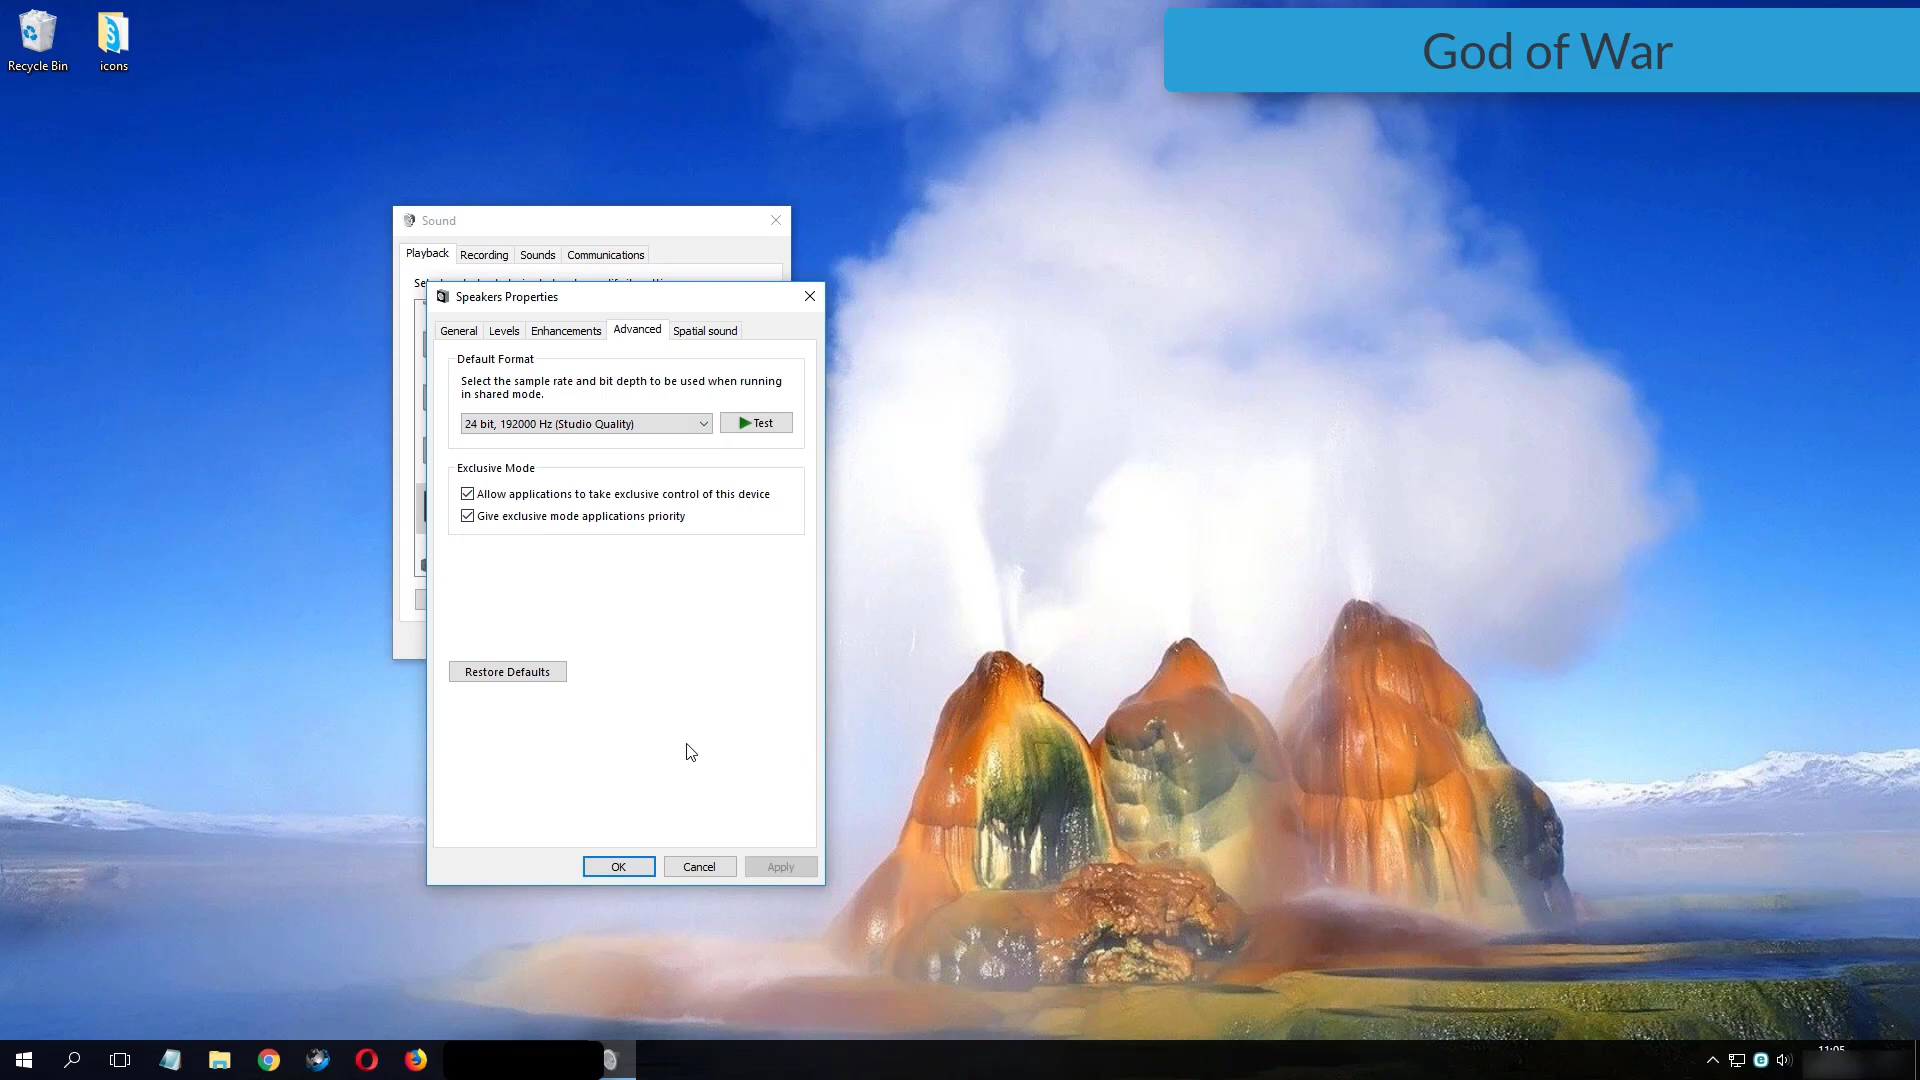 Recycle Bin
icons
God of War
Sound
Playback
Recording
Sounds
Communications
Speakers Properties
General
Levels
Enhancements
Advanced
Spatial sound
Default Format
Select the sample rate and bit depth to be used when running
in shared mode.
24 bit, 192000 Hz (Studio Quality)
Test
Exclusive Mode
Allow applications to take exclusive control of this device
Give exclusive mode applications priority
Restore Defaults
OK
Cancel
Apply
11:05